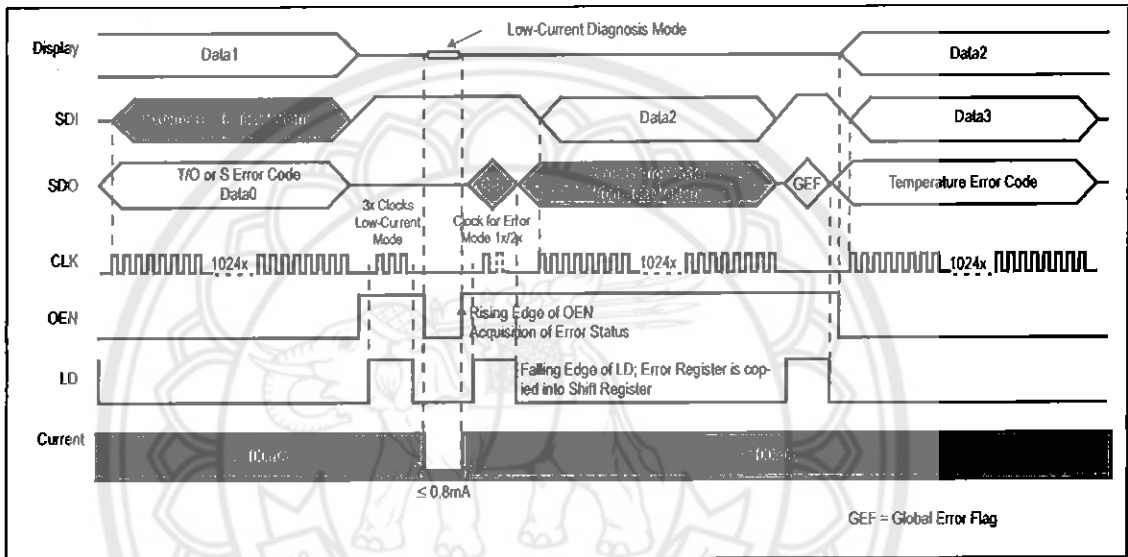 Low-Current Diagnosis Mode
Display
Data1
Data2
SDI
Data2
Data3
SDO
T/O or S Error Code
Data0
GEF
Temperature Error Code
3x Clocks
Low-Current
Mode
Clock for Error
Mode 1x/2x
CLK
1024x
1024x
1024x
OEN
Rising Edge of OEN
Acquisition of Error Status
LD
Falling Edge of LD; Error Register is cop-
ied into Shift Register
Current
≤ 0.8mA
GEF = Global Error Flag